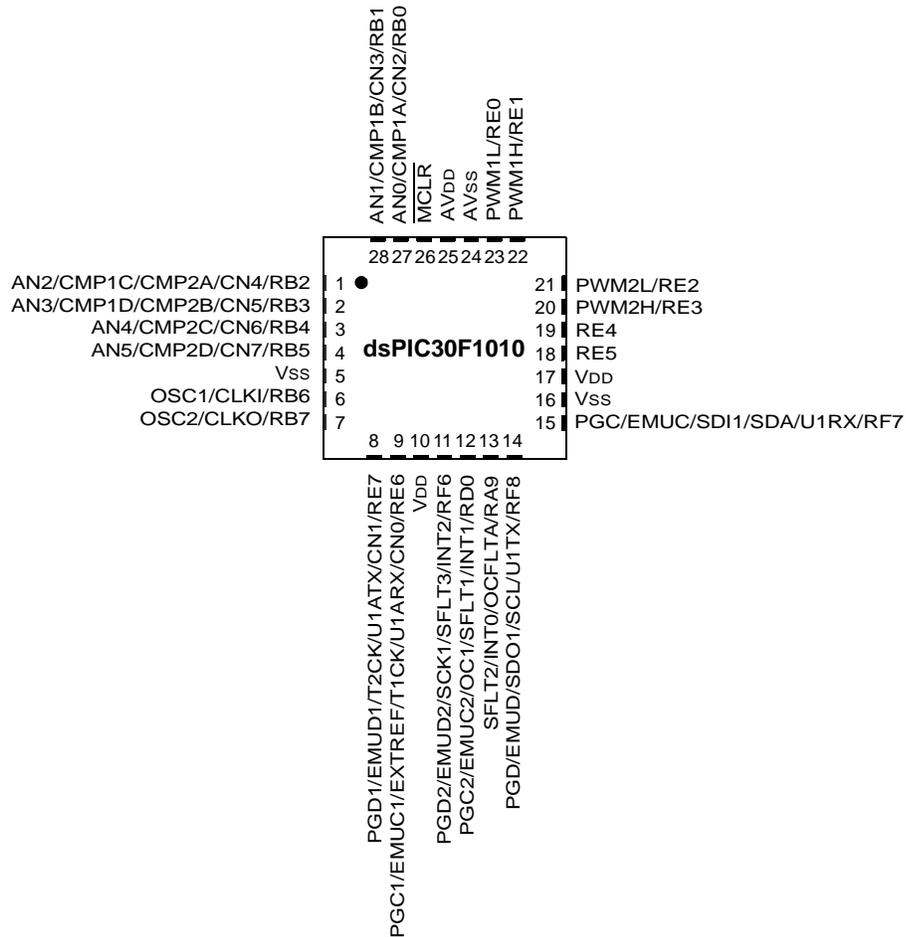 AN1/CMP1B/CN3/RB1
AN0/CMP1A/CN2/RB0
MCLR
AVDD
AVSS
PWM1L/RE0
PWM1H/RE1
28 27 26 25 24 23 22
AN2/CMP1C/CMP2A/CN4/RB2 1
AN3/CMP1D/CMP2B/CN5/RB3 2
AN4/CMP2C/CN6/RB4 3
AN5/CMP2D/CN7/RB5 4
VSS 5
OSC1/CLKI/RB6 6
OSC2/CLKO/RB7 7
dsPIC30F1010
21 PWM2L/RE2
20 PWM2H/RE3
19 RE4
18 RE5
17 VDD
16 VSS
15 PGC/EMUC/SDI1/SDA/U1RX/RF7
8 9 10 11 12 13 14
PGD1/EMUD1/T2CK/U1ATX/CN1/RE7
PGC1/EMUC1/EXTREF/T1CK/U1ARX/CN0/RE6
VDD
PGD2/EMUD2/SCK1/SFLT3/INT2/RF6
PGC2/EMUC2/OC1/SFLT1/INT1/RD0
SFLT2/INT0/OCFLTA/RA9
PGD/EMUD/SDO1/SCL/U1TX/RF8